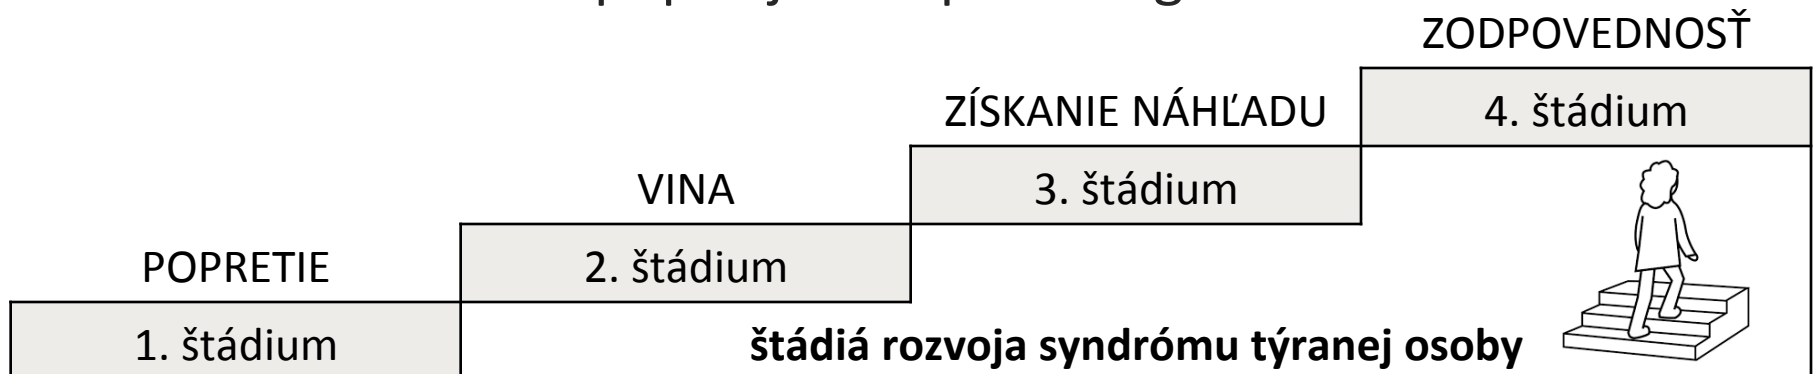 ZODPOVEDNOSŤ
ZÍSKANIE NÁHĽADU
4. štádium
VINA
3. štádium
POPRETIE
2. štádium
1. štádium
štádiá rozvoja syndrómu týranej osoby